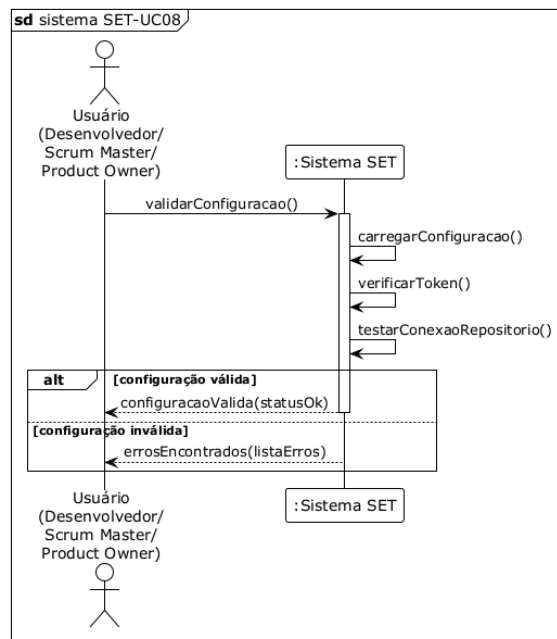 sd sistema SET-UC08
Usuário
(Desenvolvedor/
Scrum Master/
Product Owner)
:Sistema SET
validarConfiguracao()
carregarConfiguracao()
verificarToken()
testarConexaoRepositorio()
alt
[configuração válida]
configuracaoValida(statusOk)
[configuração inválida]
errosEncontrados(listaErros)
Usuário
(Desenvolvedor/
Scrum Master/
Product Owner)
:Sistema SET